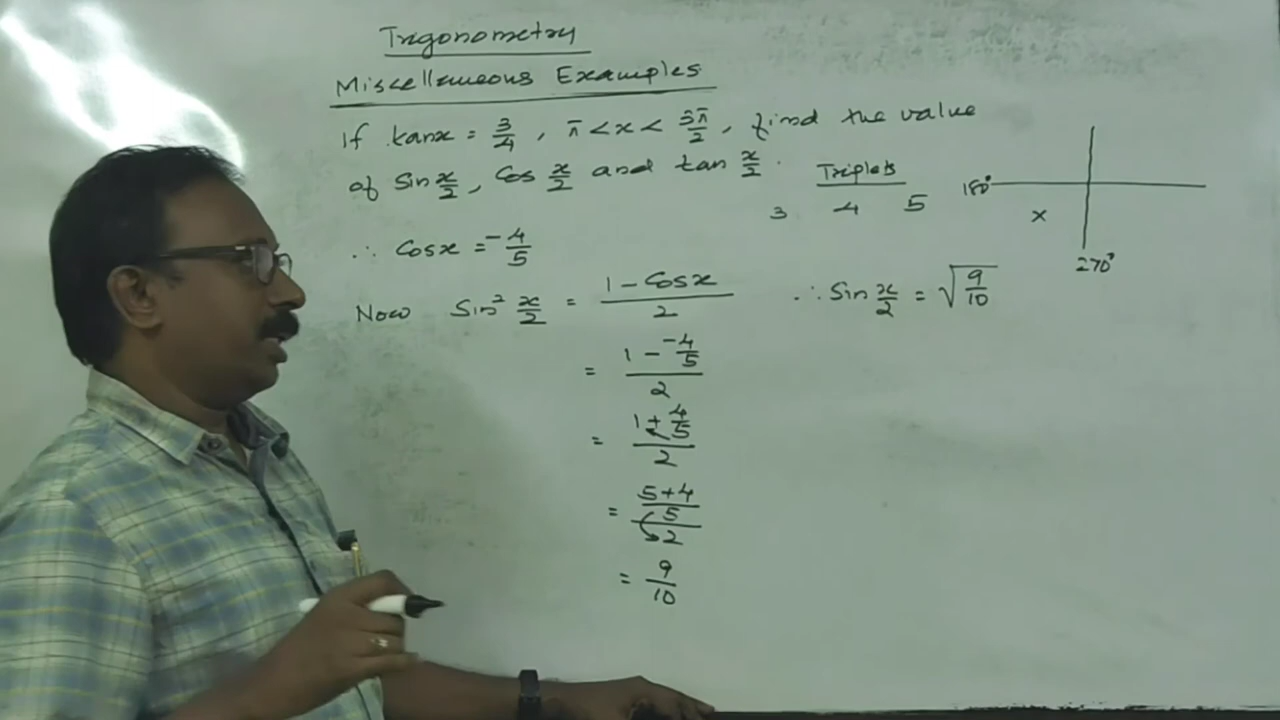 Trigonometry
Miscellaneous Examples
If tanx = 3/4 , π < x < 3π/2 , find the value
of Sin x/2 , Cos x/2 and tan x/2 .
Triplets
3 4 5
180°
x
270°
∴ Cosx = -4/5
Now Sin² x/2 = (1 - Cosx)/2
= (1 - -4/5)/2
= (1 + 4/5)/2
= ((5+4)/5)/2
= 9/10
∴ Sin x/2 = √(9/10)